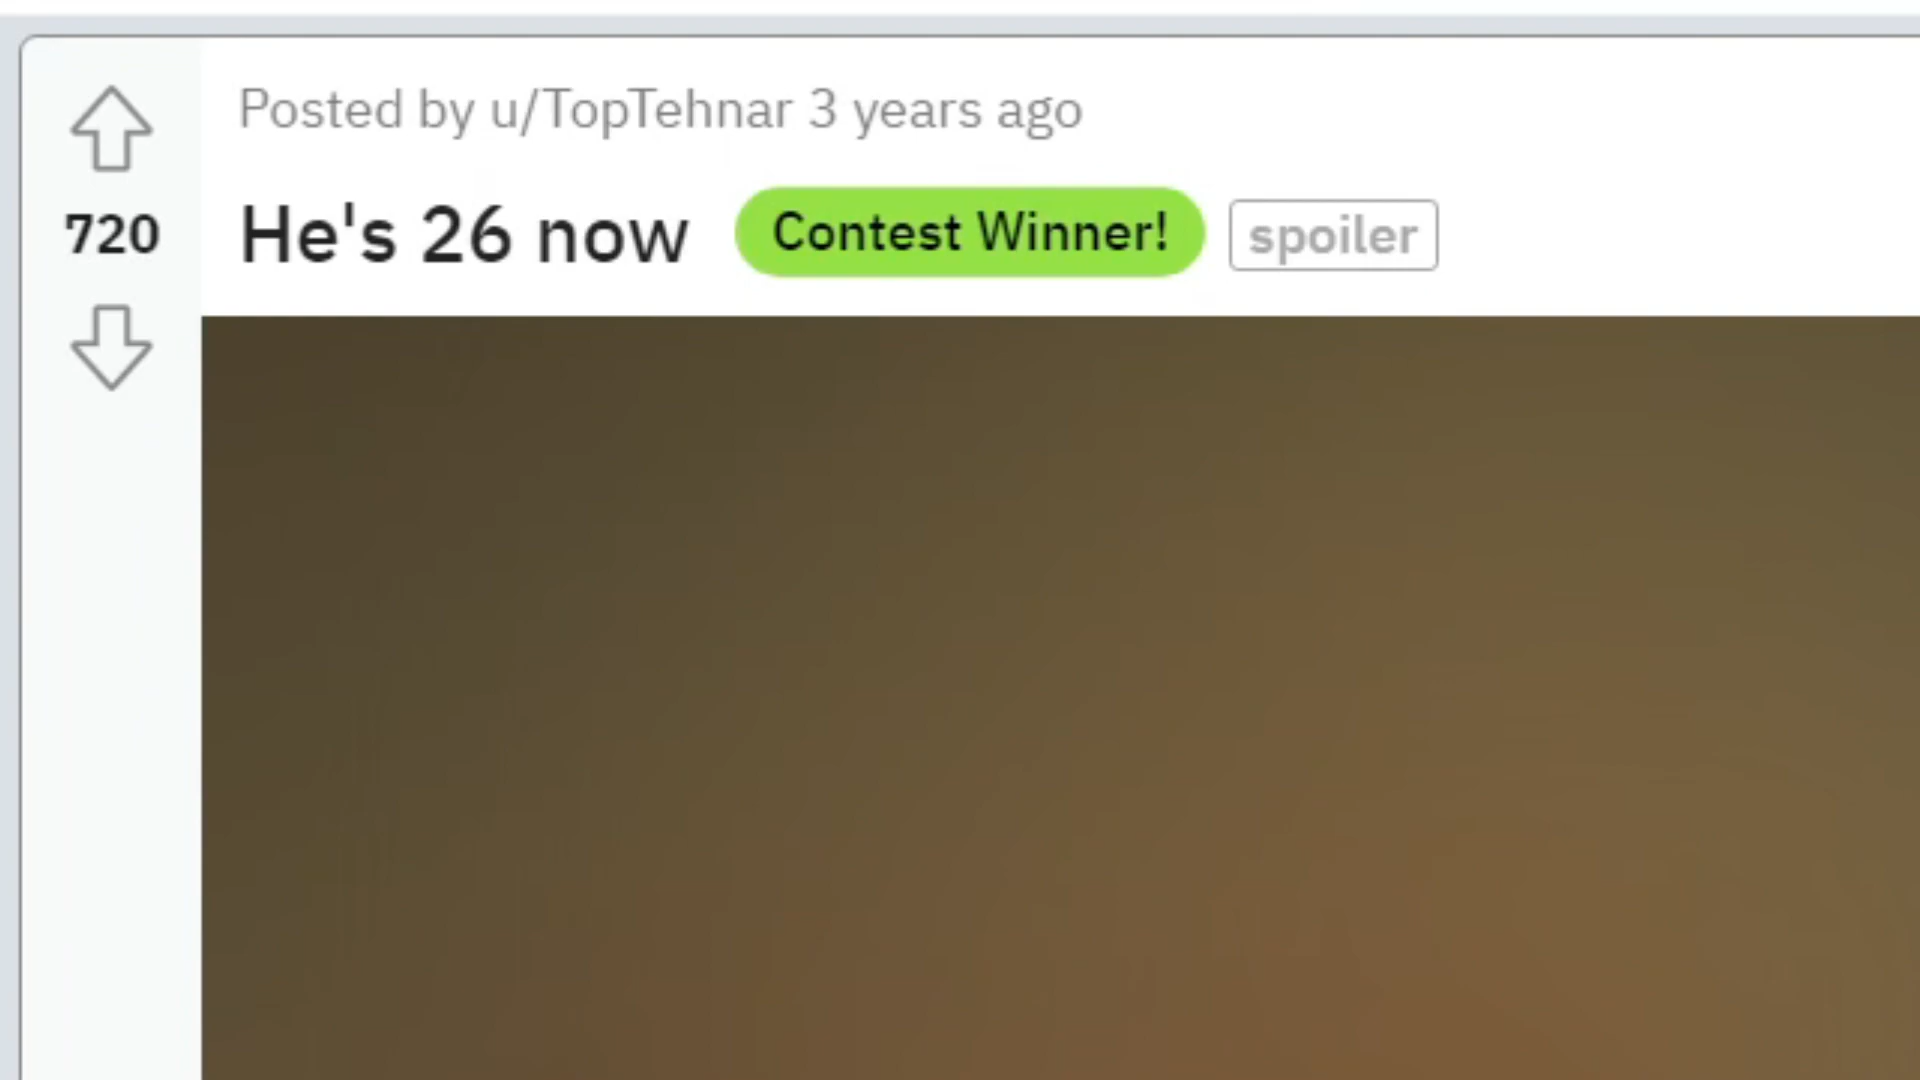 Posted by u/TopTehnar 3 years ago
He's 26 now Contest Winner! spoiler
720